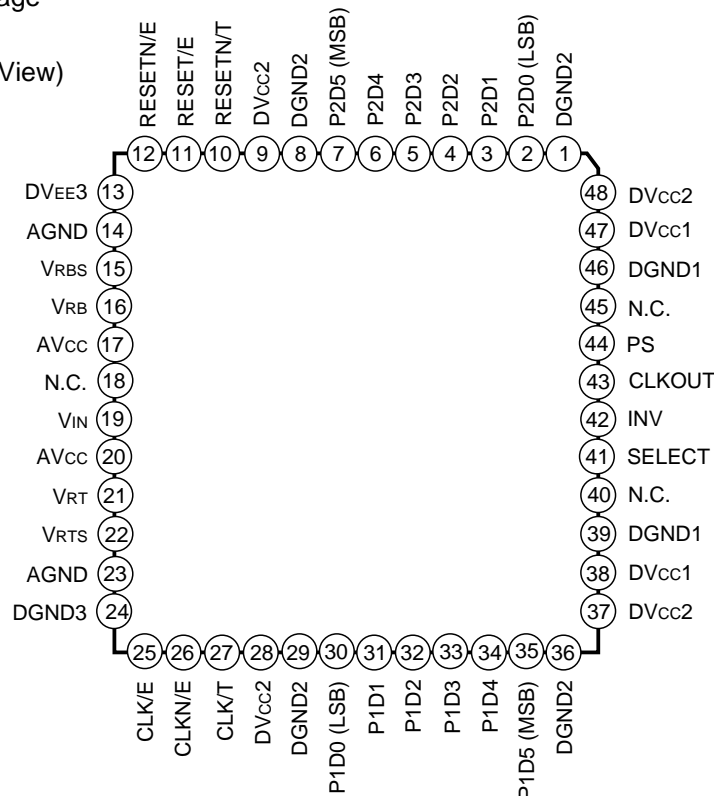 age
View)
RESETN/E
RESET/E
RESETN/T
DVcc2
DGND2
P2D5 (MSB)
P2D4
P2D3
P2D2
P2D1
P2D0 (LSB)
DGND2
12 11 10 9 8 7 6 5 4 3 2 1
DVEE3 13
AGND 14
VRBS 15
VRB 16
AVcc 17
N.C. 18
VIN 19
AVcc 20
VRT 21
VRTS 22
AGND 23
DGND3 24
48 DVcc2
47 DVcc1
46 DGND1
45 N.C.
44 PS
43 CLKOUT
42 INV
41 SELECT
40 N.C.
39 DGND1
38 DVcc1
37 DVcc2
25 26 27 28 29 30 31 32 33 34 35 36
CLK/E
CLKN/E
CLK/T
DVcc2
DGND2
P1D0 (LSB)
P1D1
P1D2
P1D3
P1D4
P1D5 (MSB)
DGND2